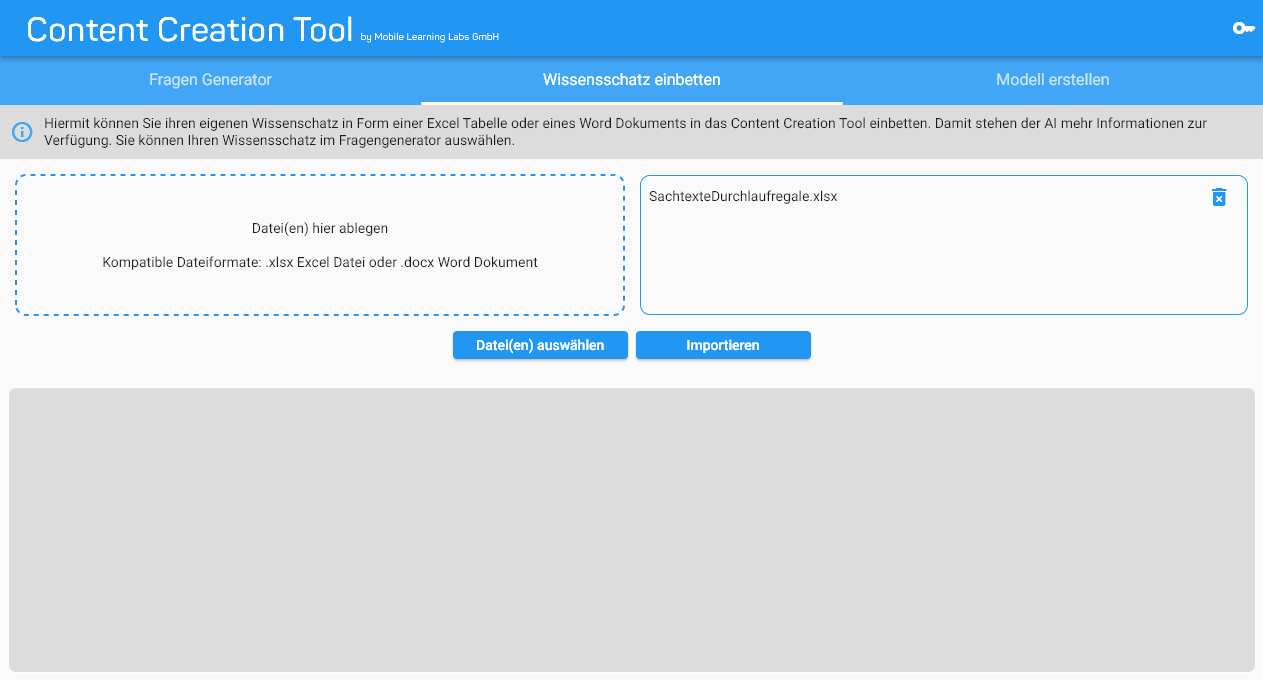 Content Creation Tool by Mobile Learning Labs GmbH
Fragen Generator
Wissensschatz einbetten
Modell erstellen
Hiermit können Sie ihren eigenen Wissenschatz in Form einer Excel Tabelle oder eines Word Dokuments in das Content Creation Tool einbetten. Damit stehen der AI mehr Informationen zur
Verfügung. Sie können Ihren Wissensschatz im Fragengenerator auswählen.
Datei(en) hier ablegen
Kompatible Dateiformate: .xlsx Excel Datei oder .docx Word Dokument
SachtexteDurchlaufregale.xlsx
Datei(en) auswählen
Importieren